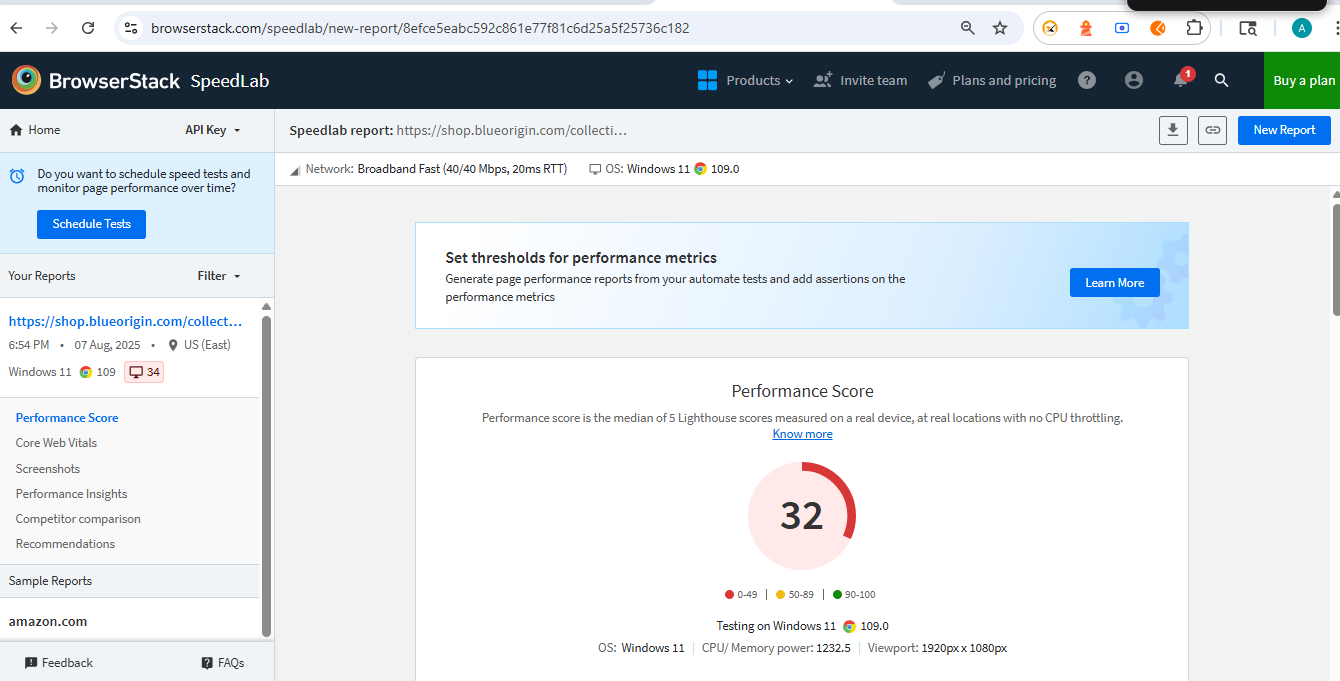 browserstack.com/speedlab/new-report/8efce5eabc592c861e77f81c6d25a5f25736c182
A
BrowserStack SpeedLab
Products
Invite team
Plans and pricing
?
1
Buy a plan
Home
API Key
Speedlab report: https://shop.blueorigin.com/collecti...
New Report
Do you want to schedule speed tests and
monitor page performance over time?
Schedule Tests
Network: Broadband Fast (40/40 Mbps, 20ms RTT)
OS: Windows 11 109.0
Your Reports
Filter
https://shop.blueorigin.com/collect...
6:54 PM • 07 Aug, 2025 • US (East)
Windows 11 109 34
Performance Score
Core Web Vitals
Screenshots
Performance Insights
Competitor comparison
Recommendations
Sample Reports
amazon.com
Feedback
FAQs
Set thresholds for performance metrics
Generate page performance reports from your automate tests and add assertions on the
performance metrics
Learn More
Performance Score
Performance score is the median of 5 Lighthouse scores measured on a real device, at real locations with no CPU throttling.
Know more
32
0-49 | 50-89 | 90-100
Testing on Windows 11 109.0
OS: Windows 11 | CPU/ Memory power: 1232.5 | Viewport: 1920px x 1080px